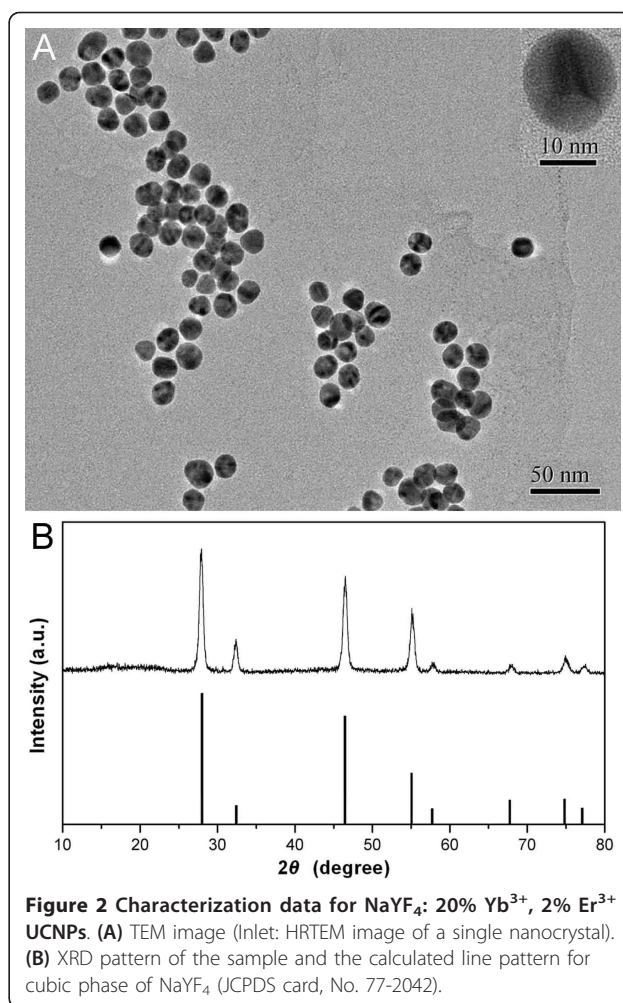 A
10 nm
50 nm
B
Intensity (a.u.)
10 20 30 40 50 60 70 80
2θ (degree)
Figure 2 Characterization data for NaYF₄: 20% Yb³⁺, 2% Er³⁺
UCNPs. (A) TEM image (Inlet: HRTEM image of a single nanocrystal).
(B) XRD pattern of the sample and the calculated line pattern for
cubic phase of NaYF₄ (JCPDS card, No. 77-2042).